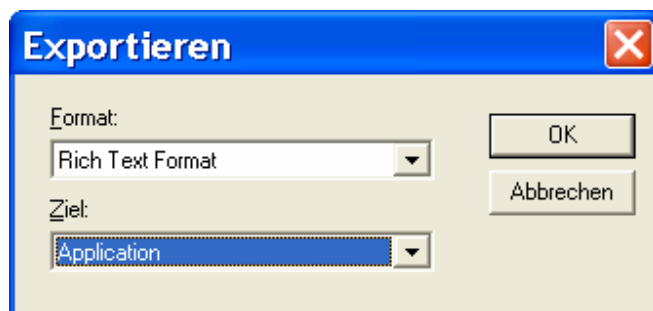 Exportieren
Format:
Rich Text Format
OK
Abbrechen
Ziel:
Application